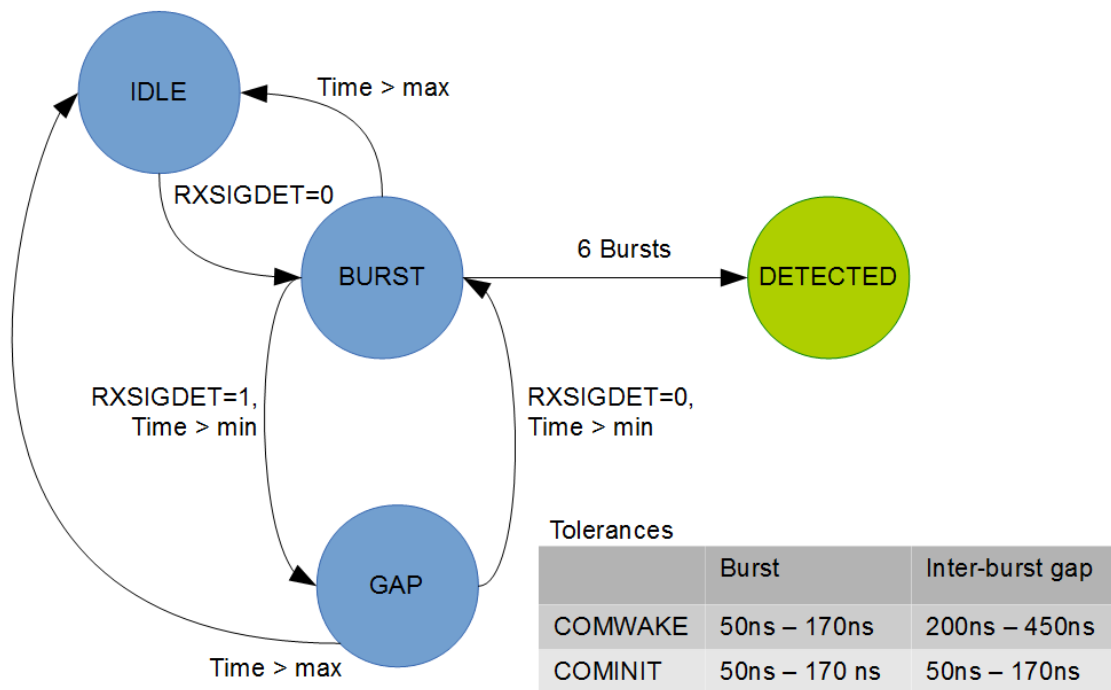 IDLE
Time > max
RXSIGDET=0
6 Bursts
BURST
DETECTED
RXSIGDET=1,
Time > min
RXSIGDET=0,
Time > min
GAP
Time > max
Tolerances
Burst Inter-burst gap
COMWAKE 50ns – 170ns 200ns – 450ns
COMINIT 50ns – 170 ns 50ns – 170ns